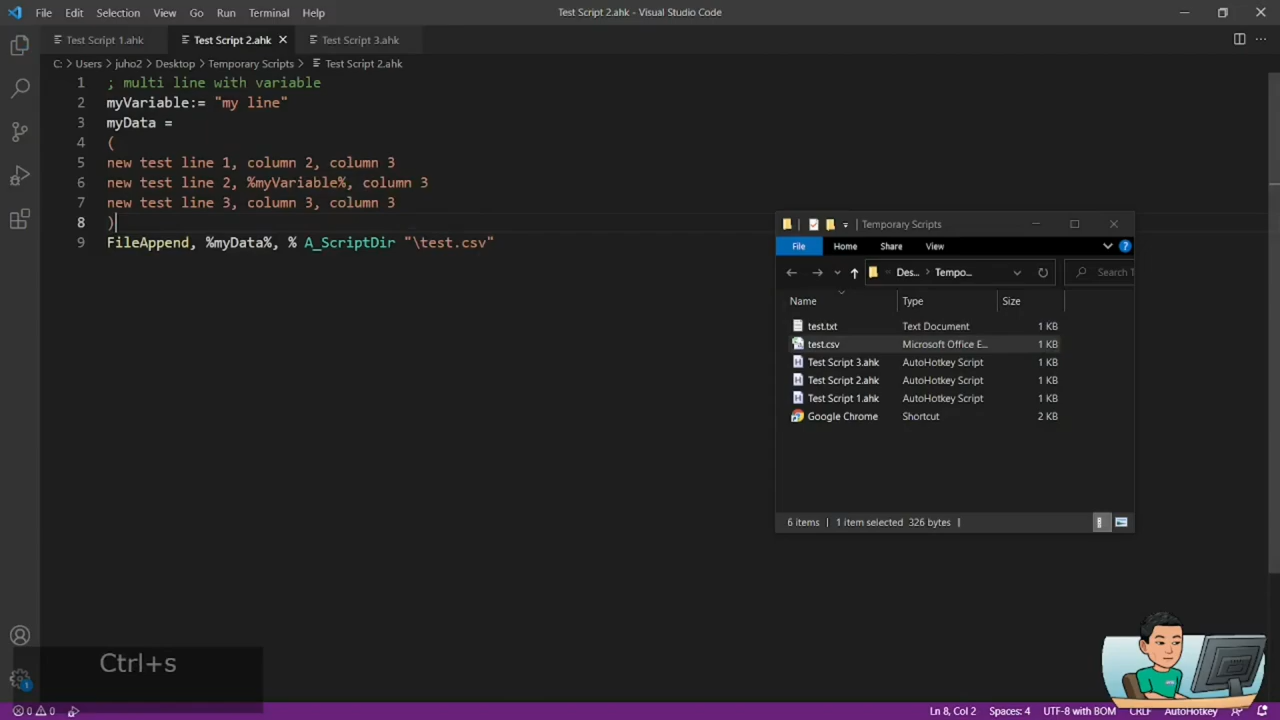 File Edit Selection View Go Run Terminal Help
Test Script 2.ahk - Visual Studio Code
Test Script 1.ahk Test Script 2.ahk Test Script 3.ahk
C: > Users > juho2 > Desktop > Temporary Scripts > Test Script 2.ahk
1 ; multi line with variable
2 myVariable:= "my line"
3 myData =
4 (
5 new test line 1, column 2, column 3
6 new test line 2, %myVariable%, column 3
7 new test line 3, column 3, column 3
8 )
9 FileAppend, %myData%, % A_ScriptDir "\test.csv"
Temporary Scripts
File Home Share View
« Des... > Tempo...
Search
Name Type Size
test.txt Text Document 1 KB
test.csv Microsoft Office E... 1 KB
Test Script 3.ahk AutoHotkey Script 1 KB
Test Script 2.ahk AutoHotkey Script 1 KB
Test Script 1.ahk AutoHotkey Script 1 KB
Google Chrome Shortcut 2 KB
6 items 1 item selected 326 bytes
Ctrl+s
1
0 0
Ln 8, Col 2 Spaces: 4 UTF-8 with BOM CRLF AutoHotkey